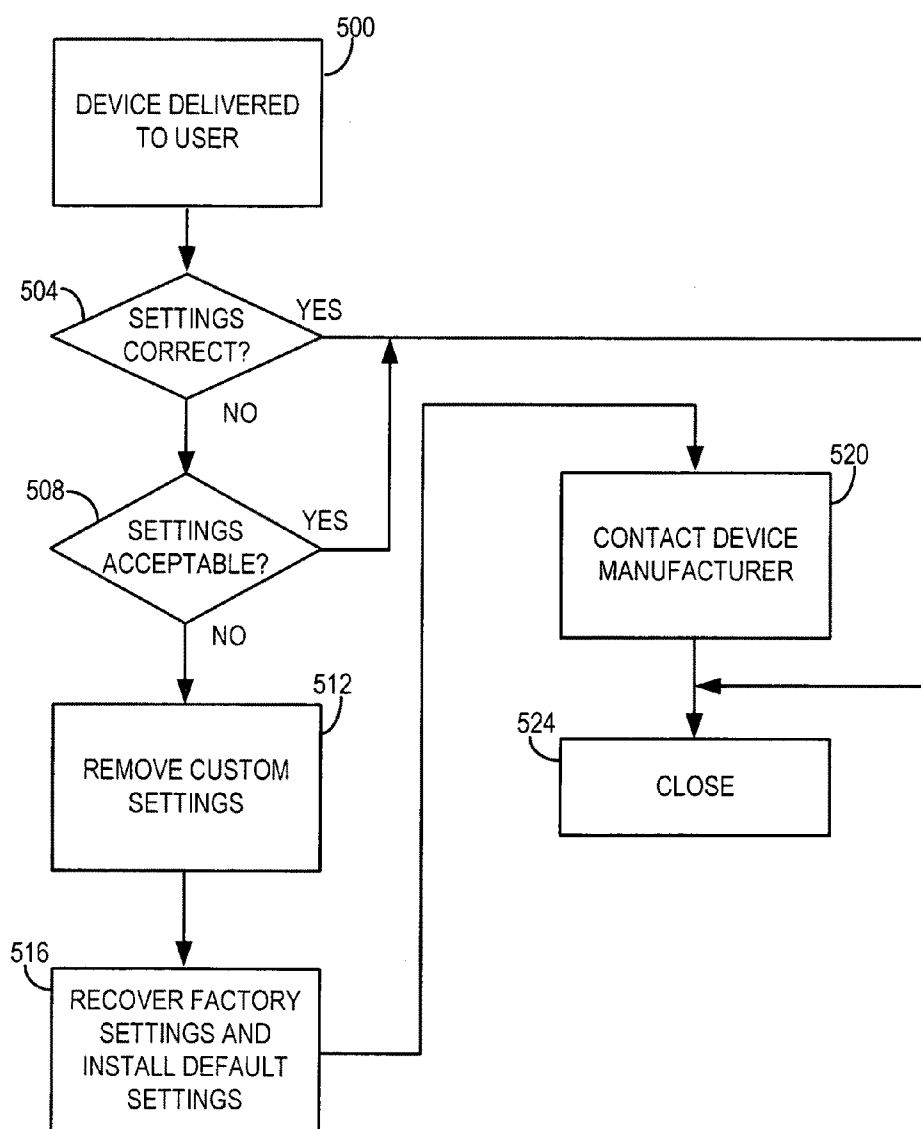 500
DEVICE DELIVERED
TO USER
504
SETTINGS
CORRECT?
YES
NO
508
SETTINGS
ACCEPTABLE?
YES
NO
512
REMOVE CUSTOM
SETTINGS
516
RECOVER FACTORY
SETTINGS AND
INSTALL DEFAULT
SETTINGS
520
CONTACT DEVICE
MANUFACTURER
524
CLOSE